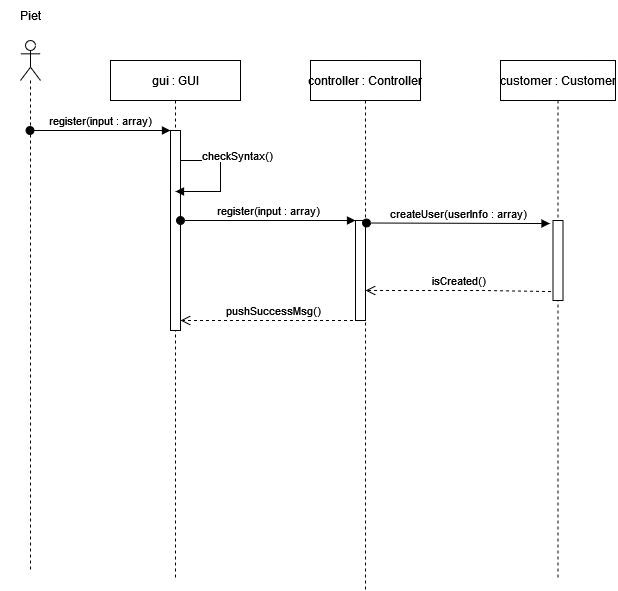 Piet
gui : GUI
controller : Controller
customer : Customer
register(input : array)
checkSyntax()
register(input : array)
createUser(userInfo : array)
isCreated()
pushSuccessMsg()